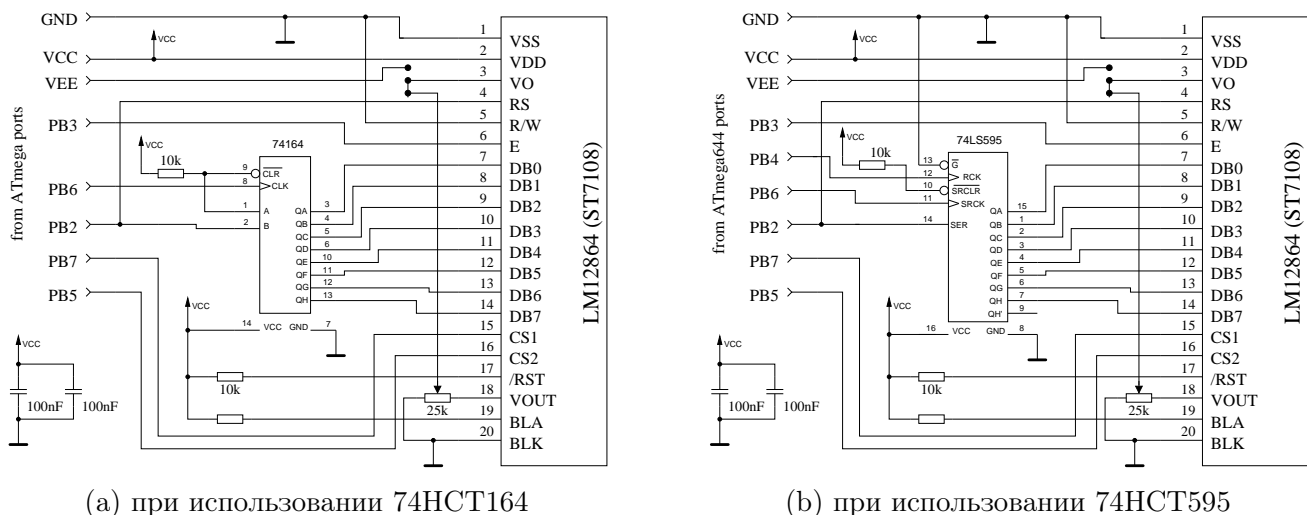 GND
VCC
VCC
VEE
PB3
PB6
PB2
PB7
PB5
from ATmega ports
VCC
10k
74164
9
CLR
8
CLK
1
A
2
B
QA
3
QB
4
QC
5
QD
6
QE
10
QF
11
QG
12
QH
13
14
VCC
GND
7
VCC
VCC
100nF
100nF
10k
25k
1
VSS
2
VDD
3
VO
4
RS
5
R/W
6
E
7
DB0
8
DB1
9
DB2
10
DB3
11
DB4
12
DB5
13
DB6
14
DB7
15
CS1
16
CS2
17
/RST
18
VOUT
19
BLA
20
BLK
LM12864 (ST7108)
(a) при использовании 74HCT164
GND
VCC
VCC
VEE
PB3
PB4
PB6
PB2
PB7
PB5
from ATmega644 ports
VCC
10k
74LS595
13
G
12
RCK
10
SRCLR
11
SRCK
14
SER
QA
15
QB
1
QC
2
QD
3
QE
4
QF
5
QG
6
QH
7
QH'
9
16
VCC
GND
8
VCC
VCC
100nF
100nF
10k
25k
1
VSS
2
VDD
3
VO
4
RS
5
R/W
6
E
7
DB0
8
DB1
9
DB2
10
DB3
11
DB4
12
DB5
13
DB6
14
DB7
15
CS1
16
CS2
17
/RST
18
VOUT
19
BLA
20
BLK
LM12864 (ST7108)
(b) при использовании 74HCT595